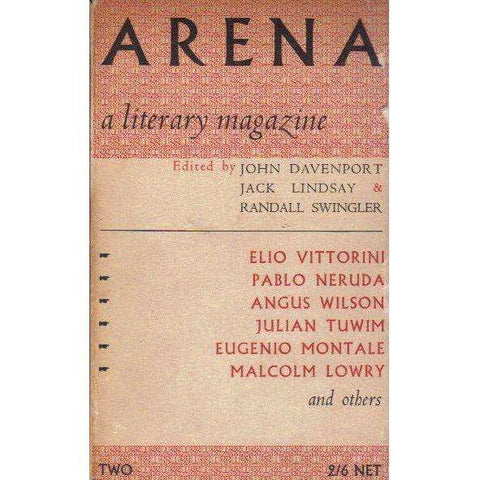 ARENA
a literary magazine
Edited by JOHN DAVENPORT
JACK LINDSAY &
RANDALL SWINGLER
ELIO VITTORINI
PABLO NERUDA
ANGUS WILSON
JULIAN TUWIM
EUGENIO MONTALE
MALCOLM LOWRY
and others
TWO 2/6 NET